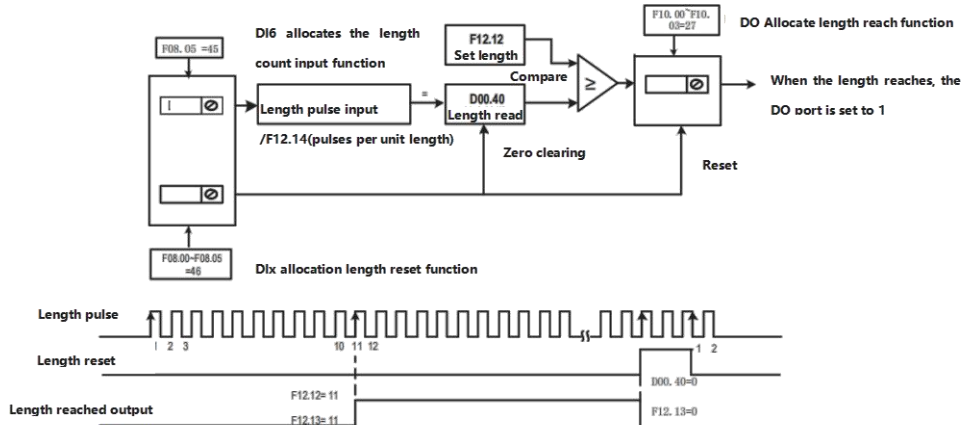 F10.00~F10.
03=27
DO Allocate length reach function
DI6 allocates the length
count input function
F08.05 =45
F12.12
Set length
Compare
≥
When the length reaches, the
DO port is set to 1
Length pulse input
=
D00.40
Length read
/F12.14(pulses per unit length)
Zero clearing
Reset
F08.00~F08.05
=46
DIx allocation length reset function
Length pulse
1 2 3 10 11 12 1 2
Length reset
D00.40=0
F12.12= 11
Length reached output
F12.13=0
F12.13= 11